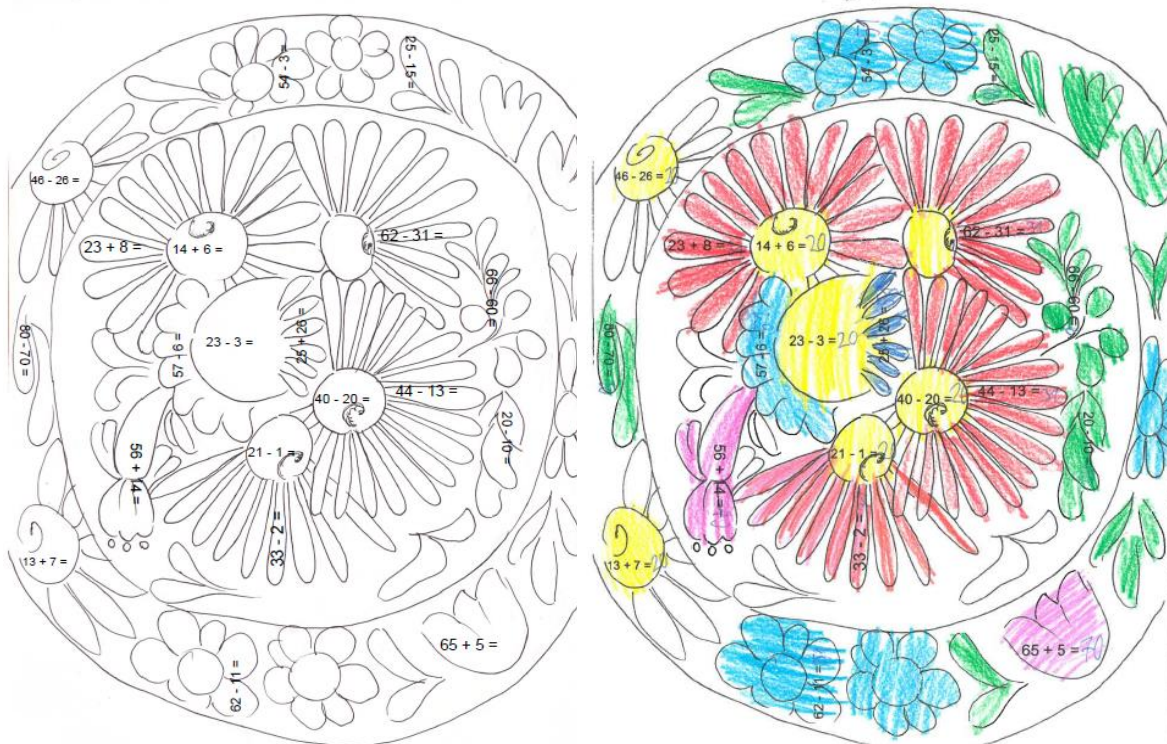 54 - 3 =
25 - 15 =
46 - 26 =
23 + 8 =
14 + 6 =
62 - 31 =
66 - 60 =
80 - 70 =
57 - 6 =
23 - 3 =
25 + 26 =
40 - 20 =
44 - 13 =
20 - 10 =
21 - 1 =
56 + 14 =
33 - 2 =
13 + 7 =
65 + 5 =
62 - 11 =
54 - 3 =
25 - 15 =
46 - 26 =
23 + 8 =
14 + 6 = 20
62 - 31 =
66 - 60 =
80 - 70 =
57 - 6 =
23 - 3 = 20
25 + 26 =
40 - 20 = 20
44 - 13 =
20 - 10
21 - 1 = 20
56 + 14 =
33 - 2 =
13 + 7 = 20
65 + 5 = 70
62 - 11 =